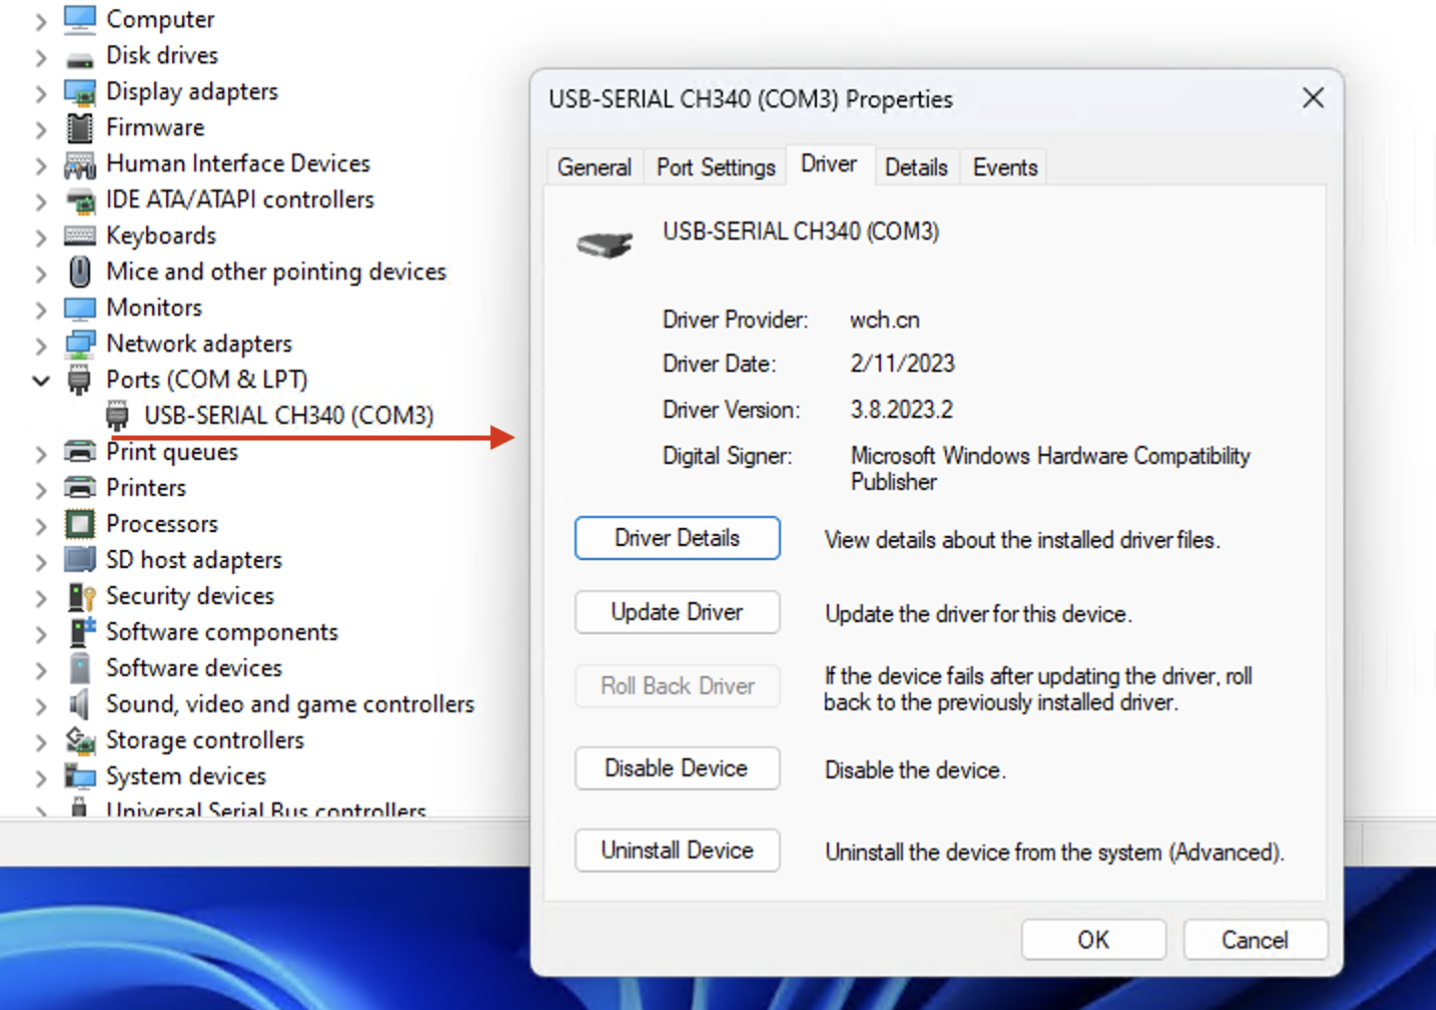 Computer
Disk drives
Display adapters
Firmware
Human Interface Devices
IDE ATA/ATAPI controllers
Keyboards
Mice and other pointing devices
Monitors
Network adapters
Ports (COM & LPT)
USB-SERIAL CH340 (COM3)
Print queues
Printers
Processors
SD host adapters
Security devices
Software components
Software devices
Sound, video and game controllers
Storage controllers
System devices
Universal Serial Bus controllers
USB-SERIAL CH340 (COM3) Properties
General Port Settings Driver Details Events
USB-SERIAL CH340 (COM3)
Driver Provider: wch.cn
Driver Date: 2/11/2023
Driver Version: 3.8.2023.2
Digital Signer: Microsoft Windows Hardware Compatibility
Publisher
Driver Details View details about the installed driver files.
Update Driver Update the driver for this device.
Roll Back Driver If the device fails after updating the driver, roll
back to the previously installed driver.
Disable Device Disable the device.
Uninstall Device Uninstall the device from the system (Advanced).
OK Cancel